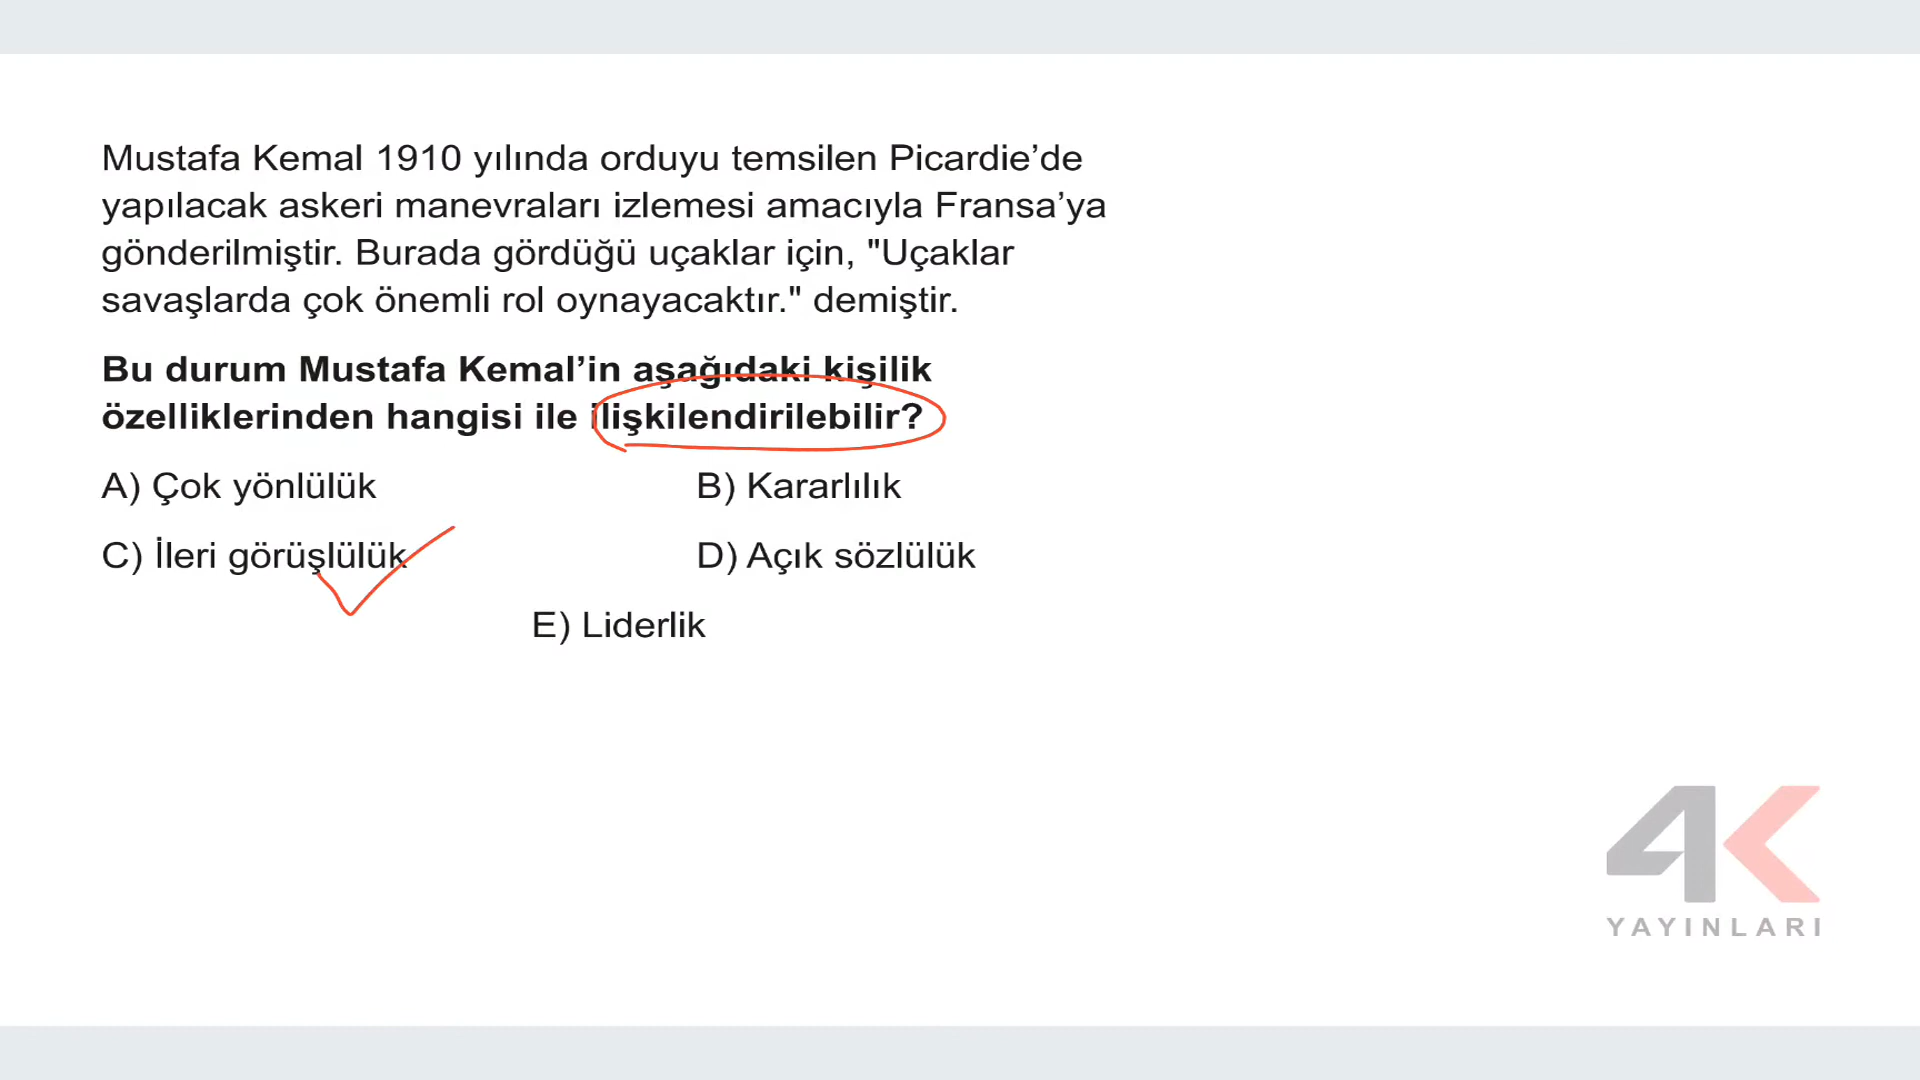 Mustafa Kemal 1910 yılında orduyu temsilen Picardie’de
yapılacak askeri manevraları izlemesi amacıyla Fransa’ya
gönderilmiştir. Burada gördüğü uçaklar için, "Uçaklar
savaşlarda çok önemli rol oynayacaktır." demiştir.
Bu durum Mustafa Kemal’in aşağıdaki kişilik
özelliklerinden hangisi ile ilişkilendirilebilir?
A) Çok yönlülük
B) Kararlılık
C) İleri görüşlülük
D) Açık sözlülük
E) Liderlik
4K
YAYINLARI